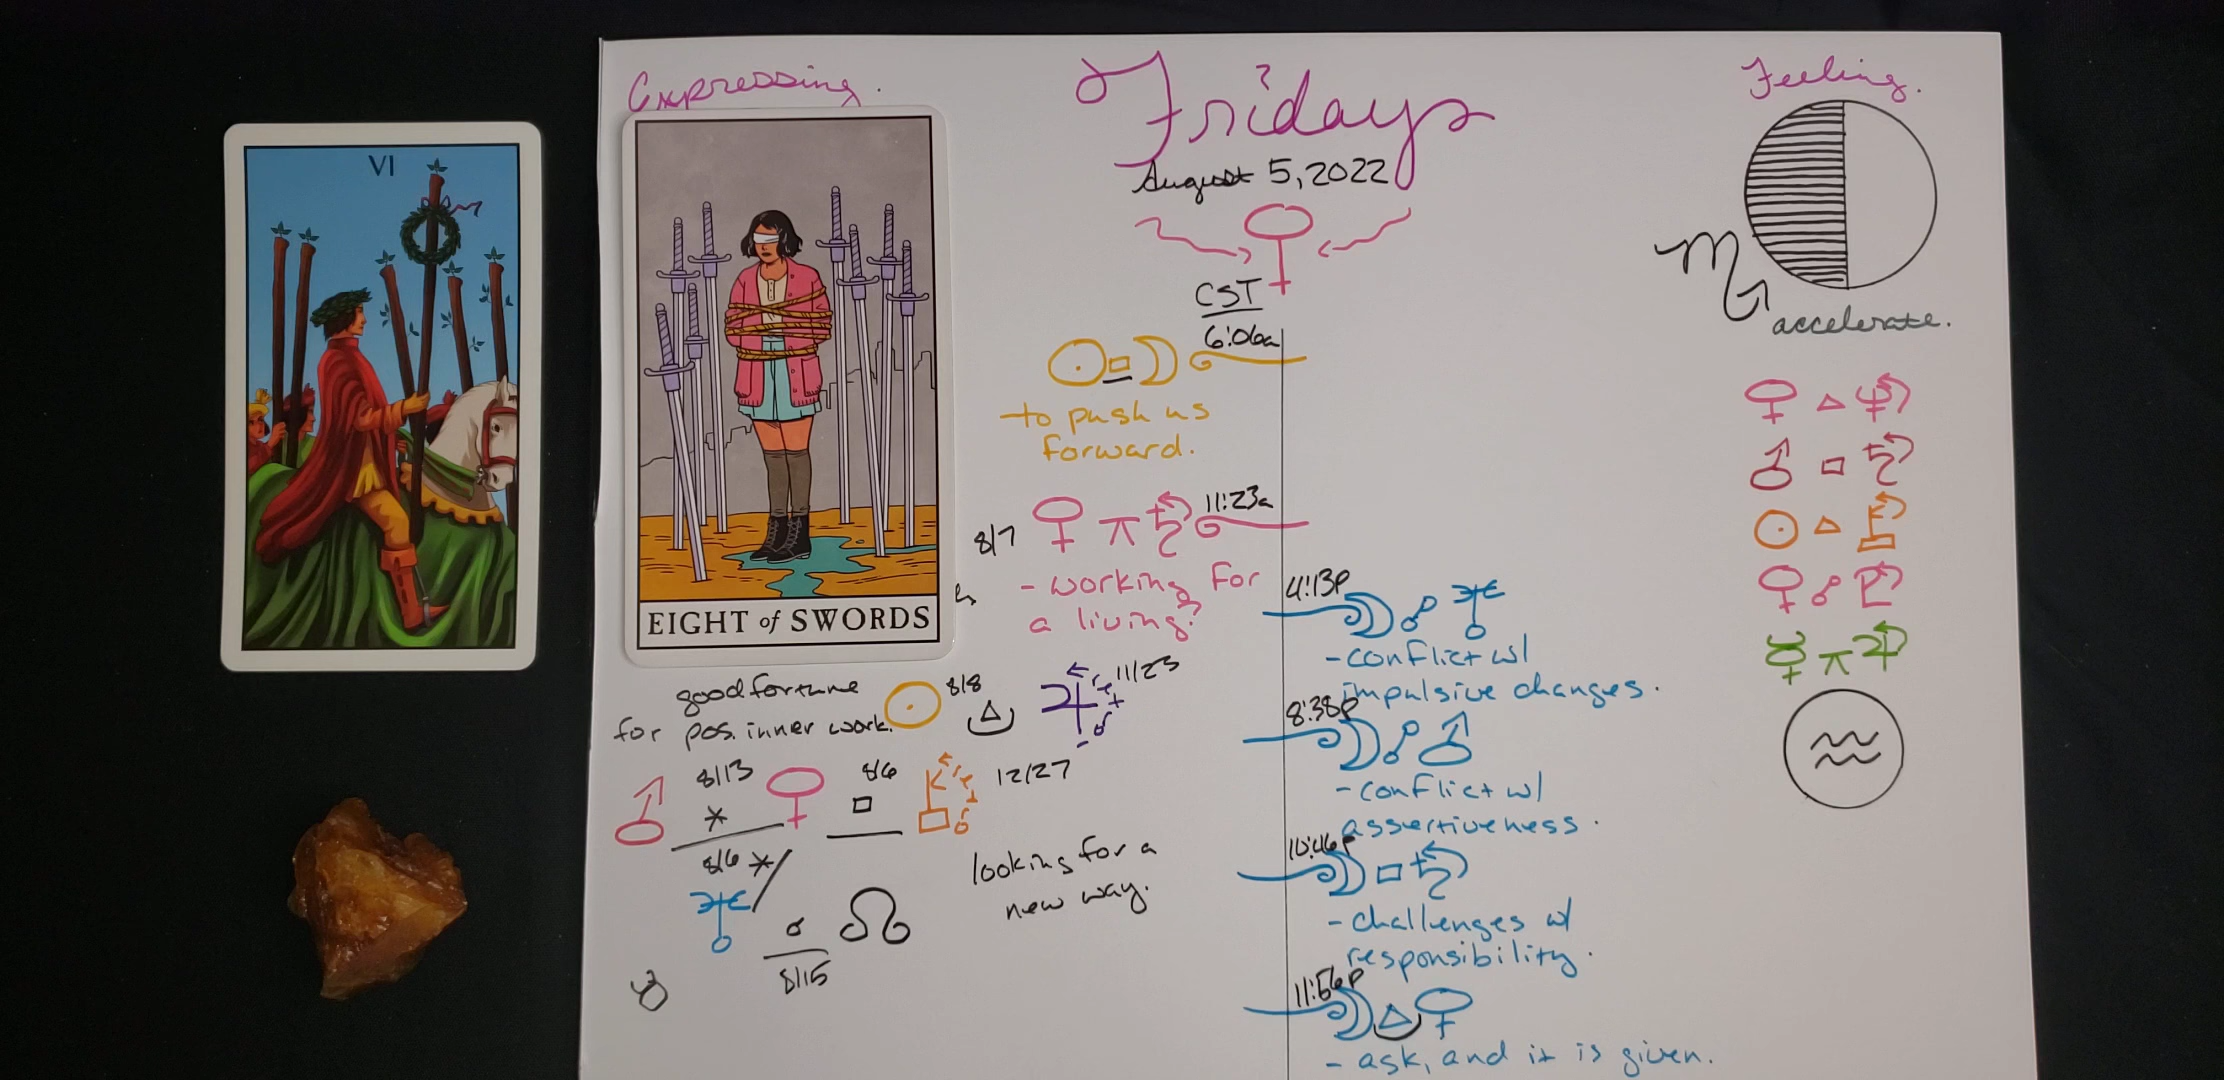 VI
Expressing.
EIGHT of SWORDS
Fridays
August 5, 2022
♀
CST
6:06a
☉□☽
to push us
forward.
8/7 ♀ ⚻ ♄ 11:23a
- working for
a living?
4:13p
☽ ☍ ♅
- conflict w/
impulsive changes.
8:38p
☽ ☍ ♂
- conflict w/
assertiveness.
10:46p
☽ □ ♄
- challenges w/
responsibility.
11:56p
☽ △ ♀
- ask, and it is given.
good fortune
for pos. inner work.
☉ 8/8 △ ♃ 11/23
♂ 8/13 ⚹ ♀ 8/6 □ ⚷ 12/27
8/6 ⚹
♅ ☌ ☊
8/15
♉
looking for a
new way.
Feeling.
♏
accelerate.
♀ △ ♆
♂ □ ♄
☉ △ ⚷
♀ ☍ ♇
☿ ⚻ ♃
♒